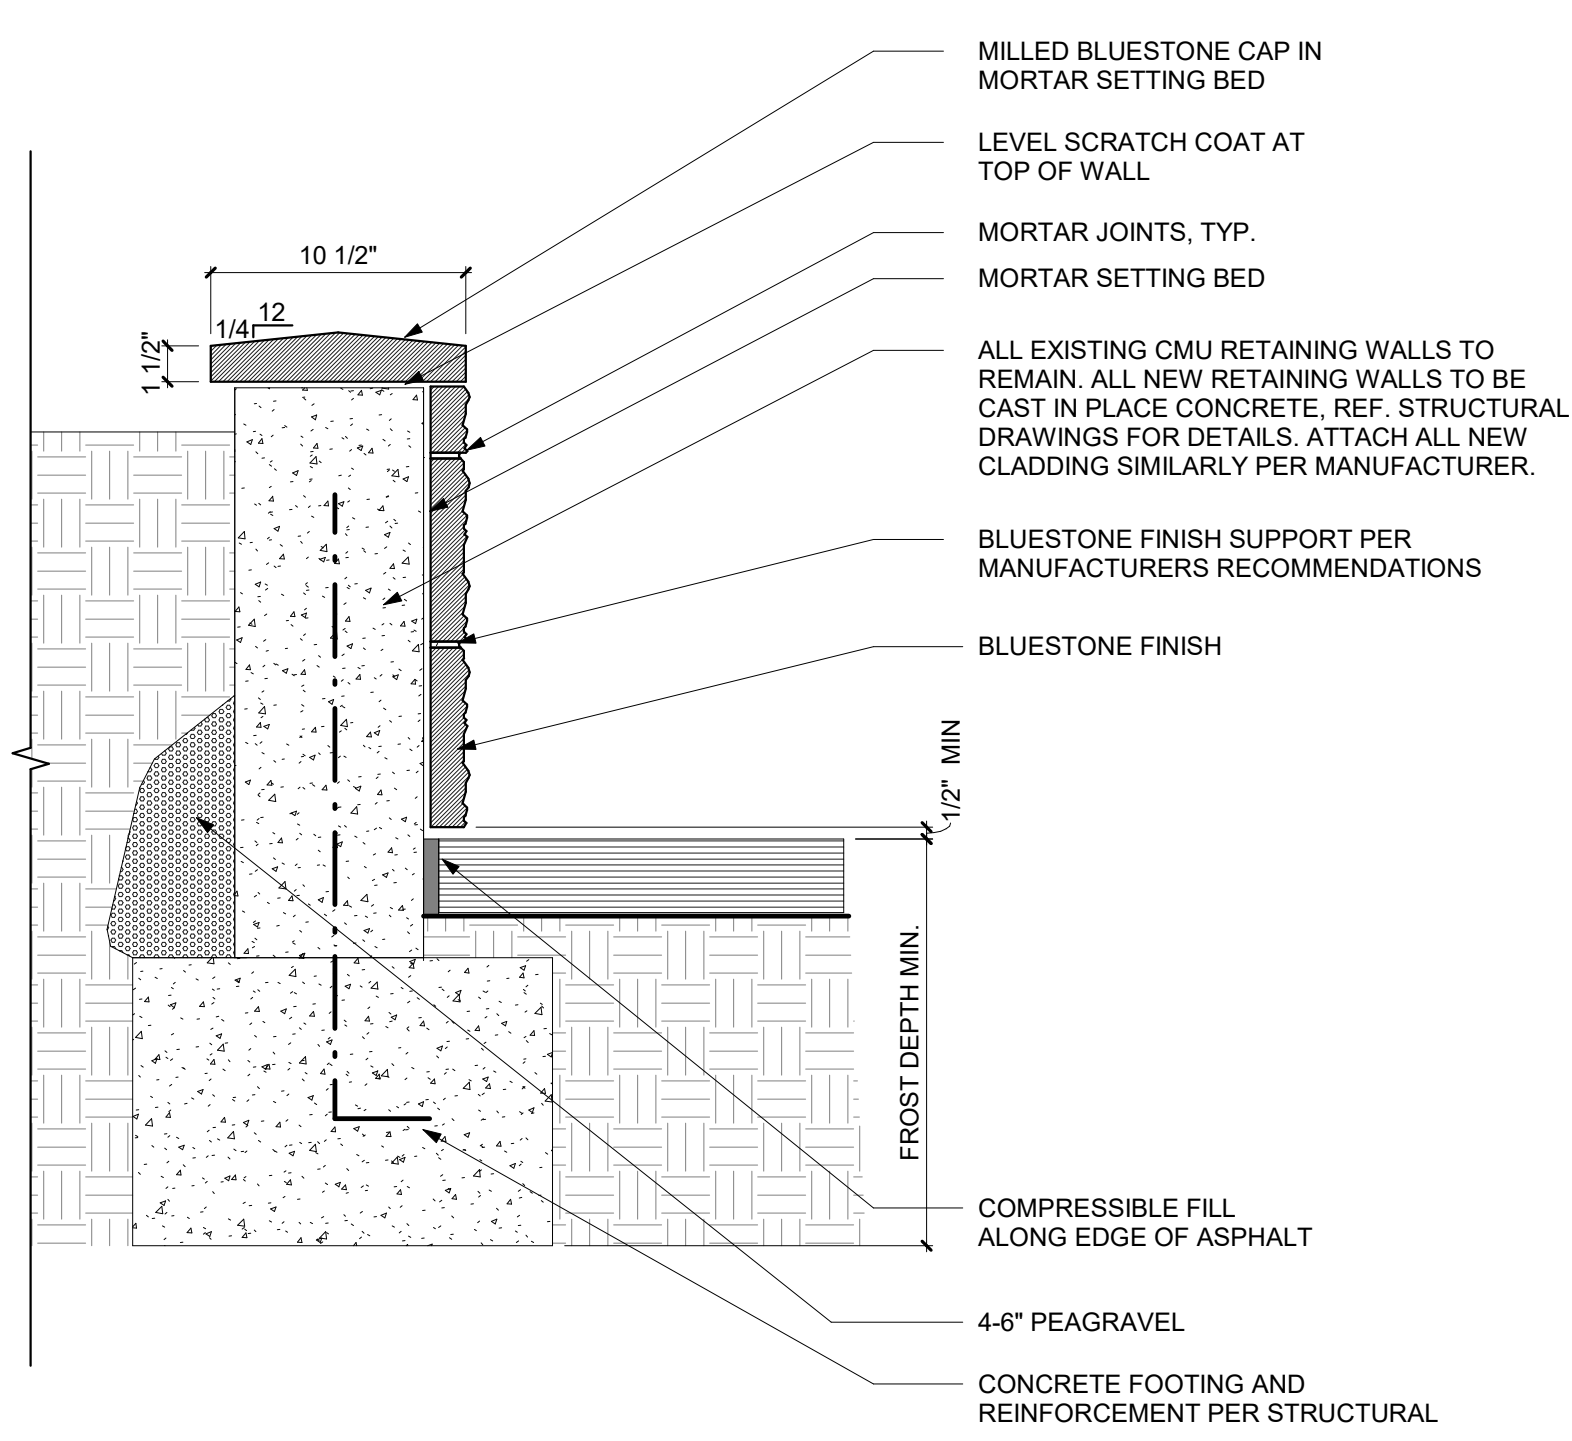 MILLED BLUESTONE CAP IN
MORTAR SETTING BED
LEVEL SCRATCH COAT AT
TOP OF WALL
MORTAR JOINTS, TYP.
MORTAR SETTING BED
ALL EXISTING CMU RETAINING WALLS TO
REMAIN. ALL NEW RETAINING WALLS TO BE
CAST IN PLACE CONCRETE, REF. STRUCTURAL
DRAWINGS FOR DETAILS. ATTACH ALL NEW
CLADDING SIMILARLY PER MANUFACTURER.
BLUESTONE FINISH SUPPORT PER
MANUFACTURERS RECOMMENDATIONS
BLUESTONE FINISH
10 1/2"
12
1/4
1 1/2"
1/2" MIN
FROST DEPTH MIN.
COMPRESSIBLE FILL
ALONG EDGE OF ASPHALT
4-6" PEAGRAVEL
CONCRETE FOOTING AND
REINFORCEMENT PER STRUCTURAL